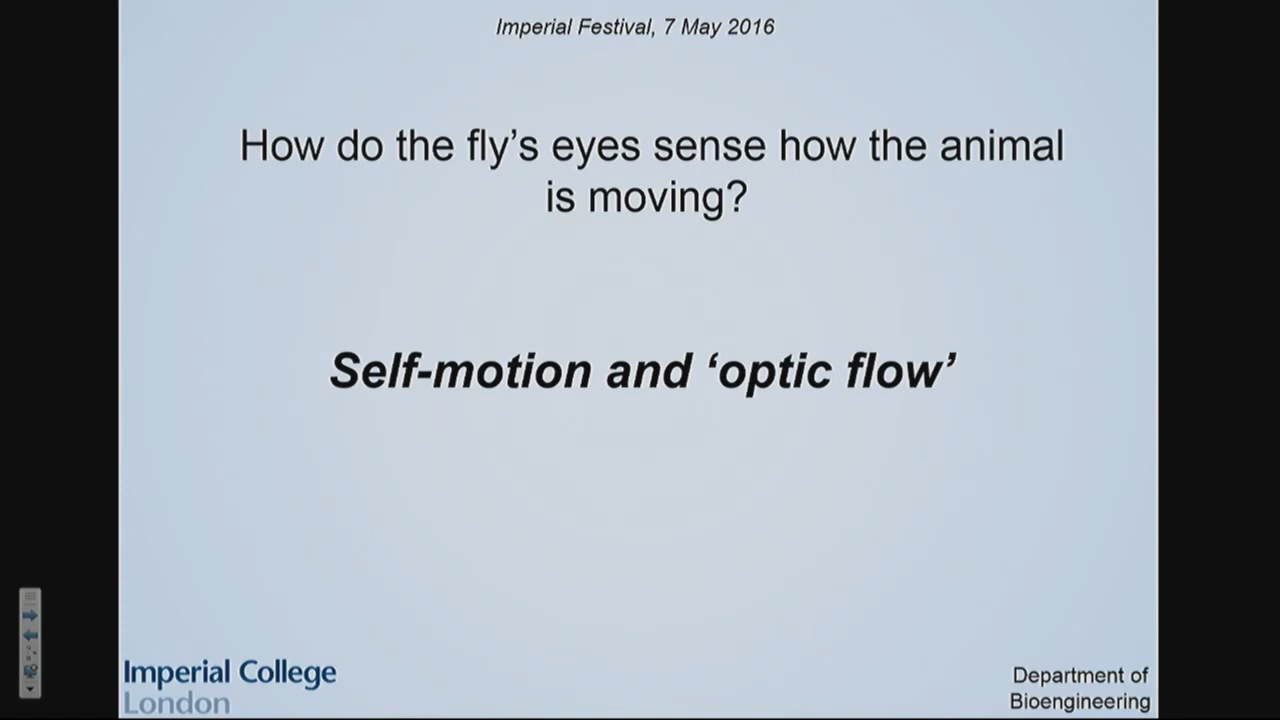 Imperial Festival, 7 May 2016
How do the fly’s eyes sense how the animal
is moving?
Self-motion and ‘optic flow’
Imperial College
London
Department of
Bioengineering